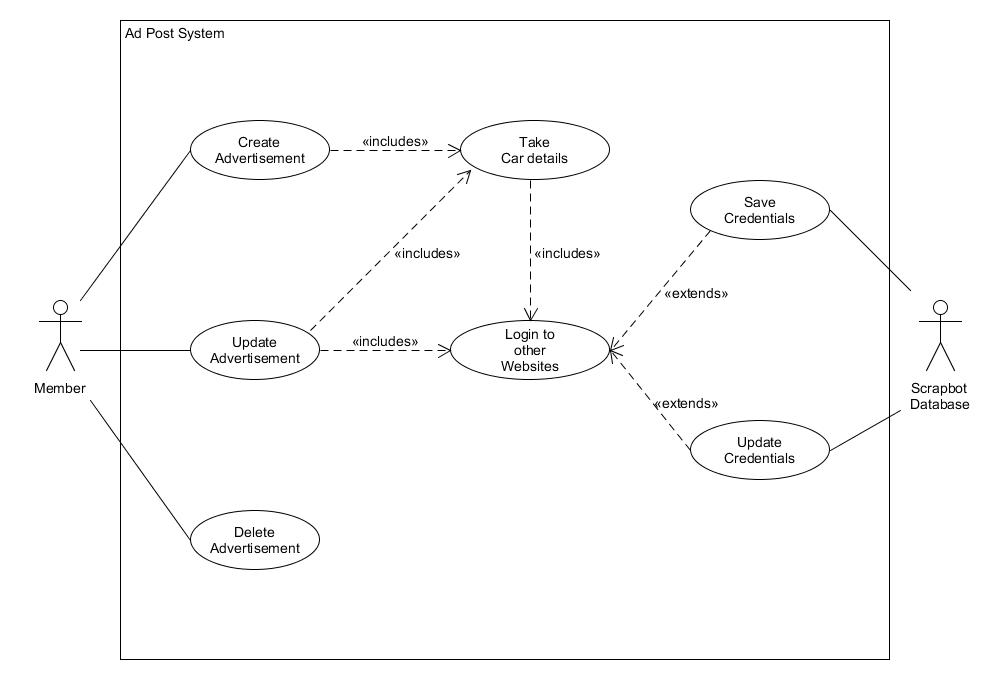 Ad Post System
Create
Advertisement
«includes»
Take
Car details
Save
Credentials
«includes»
«includes»
«extends»
Member
Update
Advertisement
«includes»
Login to
other
Websites
Scrapbot
Database
«extends»
Update
Credentials
Delete
Advertisement